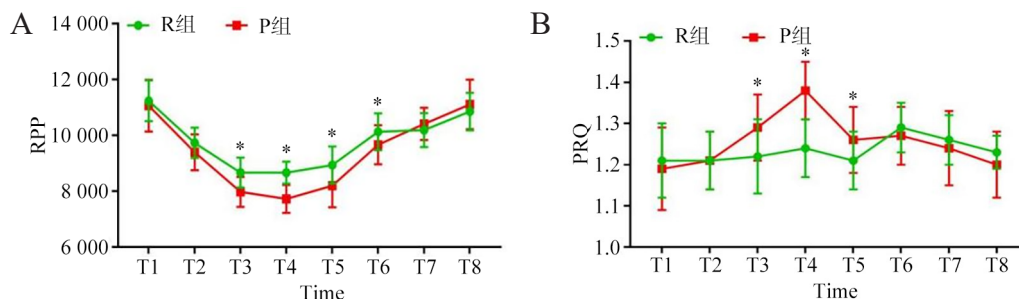 A
R组 P组
RPP
14 000
12 000
10 000
8 000
6 000
* * * *
T1 T2 T3 T4 T5 T6 T7 T8
Time
B
R组 P组
PRQ
1.5
1.4
1.3
1.2
1.1
1.0
* * *
T1 T2 T3 T4 T5 T6 T7 T8
Time